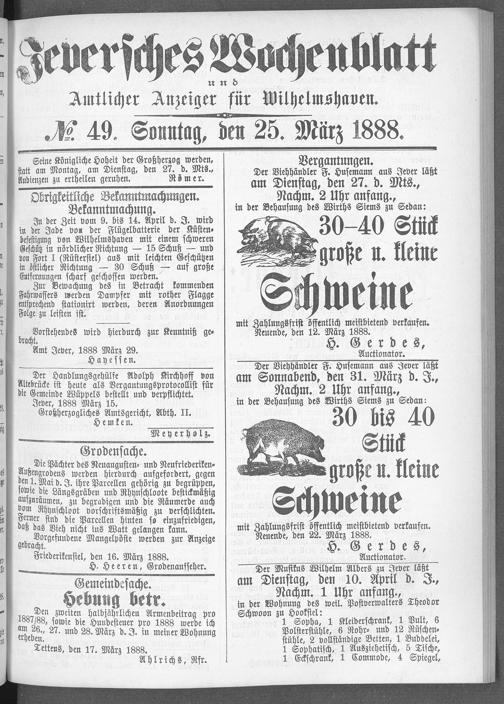 Jeversches Wochenblatt
und
Amtlicher Anzeiger für Wilhelmshaven.
No. 49. Sonntag, den 25. März 1888.
Seine Königliche Hoheit der Großherzog werden,
statt am Montag, am Dienstag, den 27. d. Mts.,
Audienzen zu ertheilen geruhen. Römer.
Obrigkeitliche Bekanntmachungen.
Bekanntmachung.
In der Zeit vom 9. bis 14. April d. J. wird
in der Jade von der Flügelbatterie der Küsten-
befestigung von Wilhelmshaven mit einem schweren
Geschütz in nördlicher Richtung — 15 Schuß — und
von Fort I (Rüstersiel) aus mit leichten Geschützen
in östlicher Richtung — 30 Schuß — auf große
Entfernungen scharf geschossen werden.
Zur Bewachung des in Betracht kommenden
Fahrwassers werden Dampfer mit rother Flagge
entsprechend stationirt werden, deren Anordnungen
Folge zu leisten ist.
Vorstehendes wird hierdurch zur Kenntniß ge-
bracht.
Amt Jever, 1888 März 29.
Hayessen.
Der Handlungsgehülfe Adolph Kirchhoff von
Altebrücke ist heute als Vergantungsprotocollist für
die Gemeinde Wüppels bestellt und verpflichtet.
Jever, 1888 März 15.
Großherzogliches Amtsgericht, Abth. II.
Hemken.
Meyerholz.
Grodensache.
Die Pächter des Neuaugusten- und Neufriederiken-
Außengrodens werden hierdurch aufgefordert, gegen
den 1. Mai d. J. ihre Parcellen gehörig zu begrüppen,
sowie die Längsgräben und Rhynschloote bestickmäßig
aufzuräumen, zu begradigen und die Räumerde auch
vom Rhynschloot vorschriftsmäßig zu verschlichten.
Ferner sind die Parcellen hinten so einzufriedigen,
daß das Vieh nicht ins Watt gelangen kann.
Vorgefundene Mangelpöste werden zur Anzeige
gebracht.
Friederikensiel, den 16. März 1888.
H. Heeren, Grodenaufseher.
Gemeindesache.
Hebung betr.
Den zweiten halbjährlichen Armenbeitrag pro
1887/88, sowie die Hundesteuer pro 1888 werde ich
am 26., 27. und 28. März d. J. in meiner Wohnung
erheben.
Tettens, den 17. März 1888.
Ahlrichs, Rfr.
Vergantungen.
Der Viehhändler F. Husemann aus Jever läßt
am Dienstag, den 27. d. Mts.,
Nachm. 2 Uhr anfang.,
in der Behausung des Wirths Siems zu Sedan:
30—40 Stück
große u. kleine
Schweine
mit Zahlungsfrist öffentlich meistbietend verkaufen.
Neuende, den 12. März 1888.
H. Gerdes,
Auctionator.
Der Viehhändler F. Husemann aus Jever läßt
am Sonnabend, den 31. März d. J.,
Nachm. 2 Uhr anfang.,
in der Behausung des Wirths Siems zu Sedan:
30 bis 40
Stück
große u. kleine
Schweine
mit Zahlungsfrist öffentlich meistbietend verkaufen.
Neuende, den 22. März 1888.
H. Gerdes,
Auctionator.
Der Musikus Wilhelm Albers zu Jever läßt
am Dienstag, den 10. April d. J.,
Nachm. 1 Uhr anfang.,
in der Wohnung des weil. Postverwalters Theodor
Schwoon zu Hooksiel:
1 Sopha, 1 Kleiderschrank, 1 Pult, 6
Polsterstühle, 6 Rohr- und 12 Rüschen-
stühle, 2 vollständige Betten, 1 Buddelei,
1 Sophatisch, 1 Ausziehetisch, 5 Tische,
1 Eckschrank, 1 Commode, 4 Spiegel,